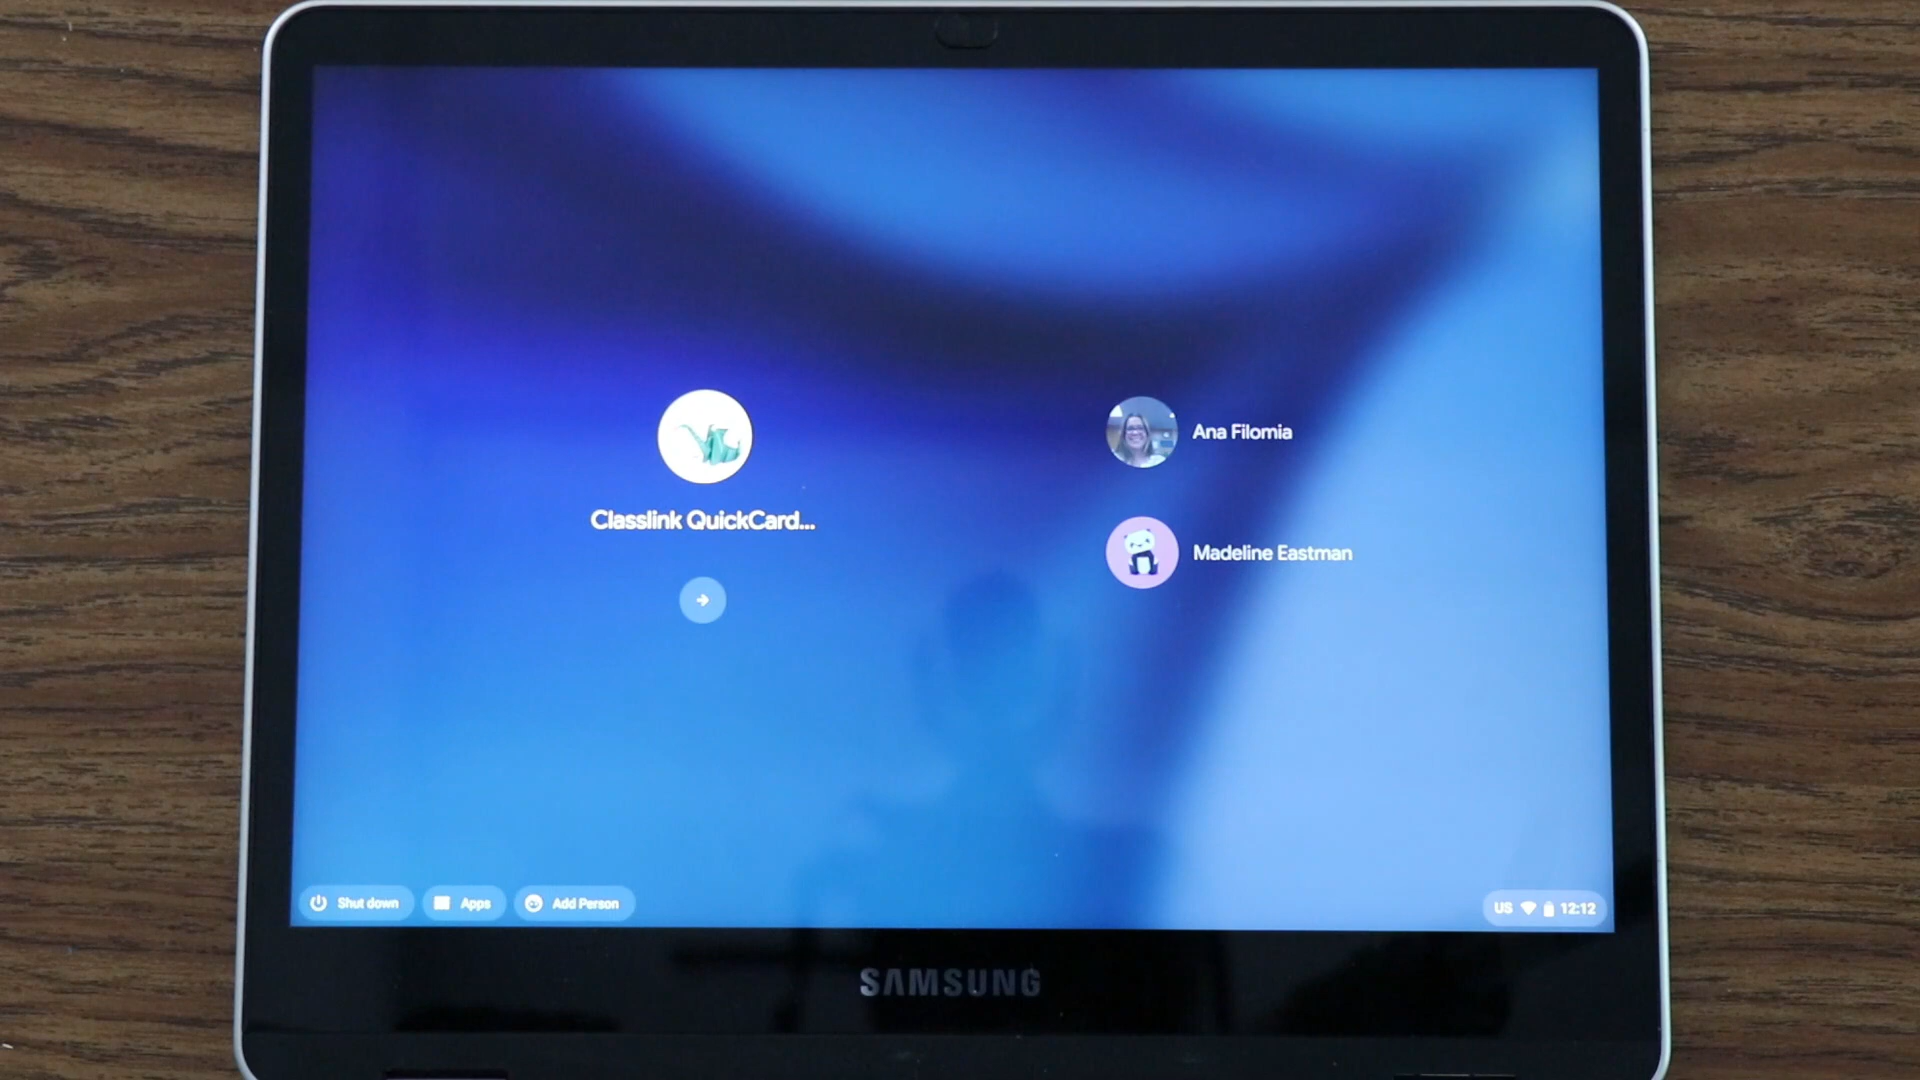 Classlink QuickCard...
Ana Filomia
Madeline Eastman
Shut down
Apps
Add Person
US
12:12
SAMSUNG